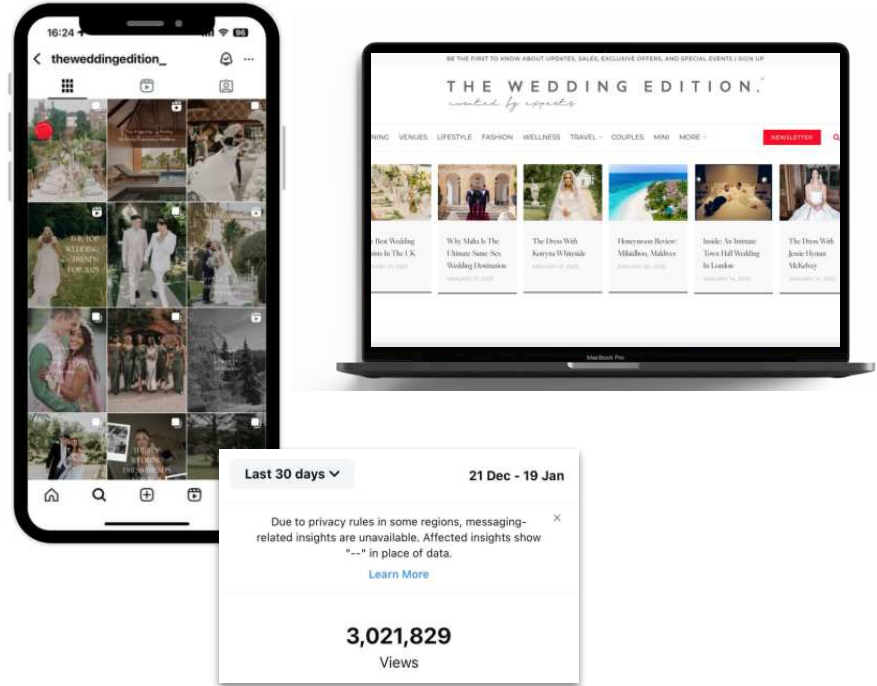 16:24
96
theweddingedition_
THE TOP
WEDDING
TRENDS
FOR 2025
BE THE FIRST TO KNOW ABOUT UPDATES, SALES, EXCLUSIVE OFFERS, AND SPECIAL EVENTS | SIGN UP
THE WEDDING EDITION.
curated by experts
NING VENUES LIFESTYLE FASHION WELLNESS TRAVEL COUPLES MINI MORE NEWSLETTER
Best Wedding
In The UK
Why Malta Is The
Ultimate Same-Sex
Wedding Destination
The Dress With
Korryna Whiteside
Honeymoon Review:
Milaidhoo, Maldives
Inside: An Intimate
Town Hall Wedding
In London
The Dress With
Jessie Hynan
McKelvey
MacBook Pro
Last 30 days
21 Dec - 19 Jan
Due to privacy rules in some regions, messaging-
related insights are unavailable. Affected insights show
"--" in place of data.
Learn More
3,021,829
Views